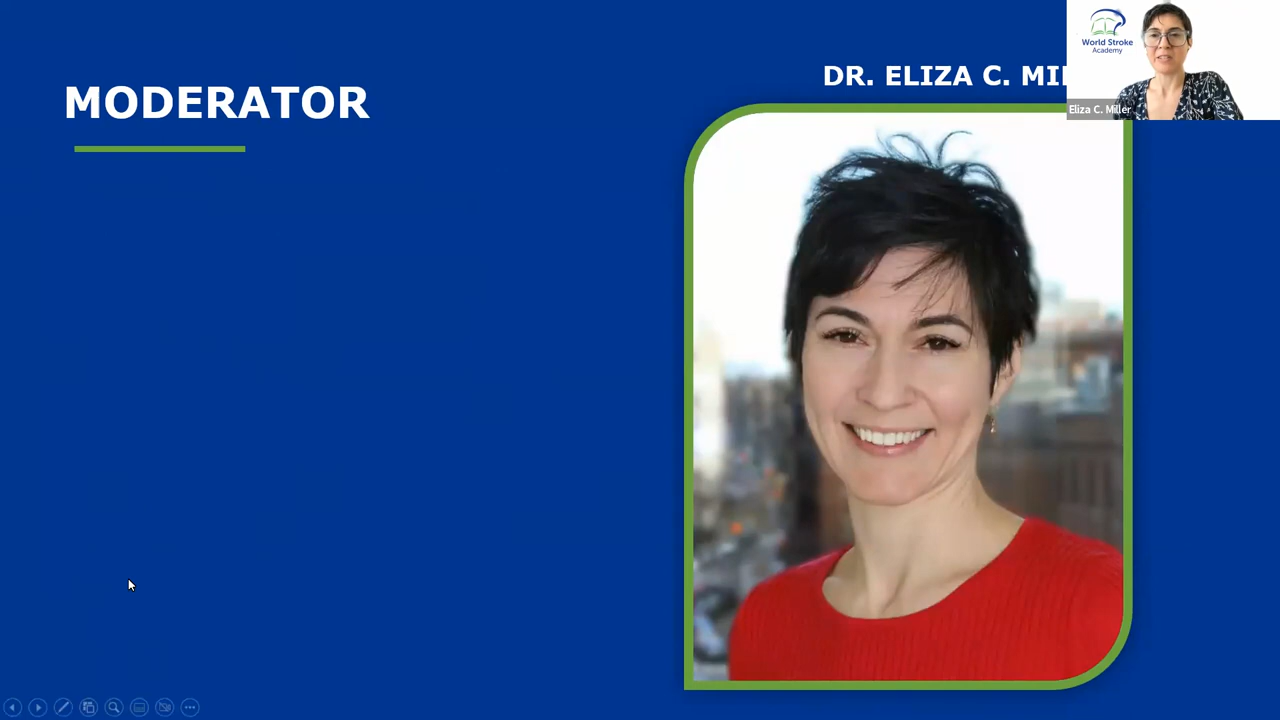 MODERATOR
DR. ELIZA C. MI
World Stroke
Academy
Eliza C. Miller